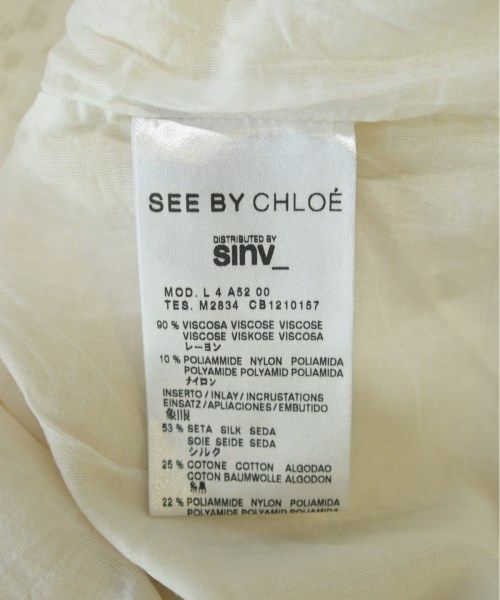 SEE BY CHLOÉ
DISTRIBUTED BY
sinv_
MOD. L 4 A52 00
TES. M2834 CB1210157
90 % VISCOSA VISCOSE VISCOSE
VISCOSE VISKOSE VISCOSA
レーヨン
10 % POLIAMMIDE NYLON POLIAMIDA
POLYAMIDE POLYAMID POLIAMIDA
ナイロン
INSERTO / INLAY / INCRUSTATIONS
EINSATZ / APLIACIONES / EMBUTIDO
53 % SETA SILK SEDA
SOIE SEIDE SEDA
シルク
25 % COTONE COTTON ALGODAO
COTON BAUMWOLLE ALGODON
22 % POLIAMMIDE NYLON POLIAMIDA
POLYAMIDE POLYAMID POLIAMIDA